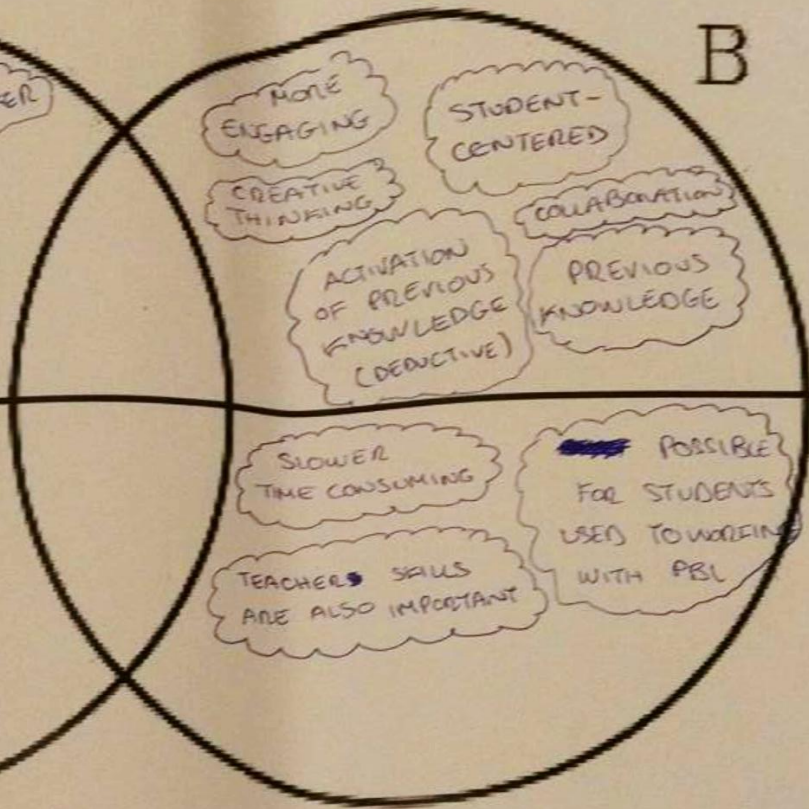 B
ER
MORE
ENGAGING
STUDENT-
CENTERED
CREATIVE
THINKING
COLLABORATION
ACTIVATION
OF PREVIOUS
KNOWLEDGE
(DEDUCTIVE)
PREVIOUS
KNOWLEDGE
SLOWER
TIME CONSUMING
POSSIBLE
FOR STUDENTS
USED TO WORKING
WITH PBL
TEACHERS SKILLS
ARE ALSO IMPORTANT